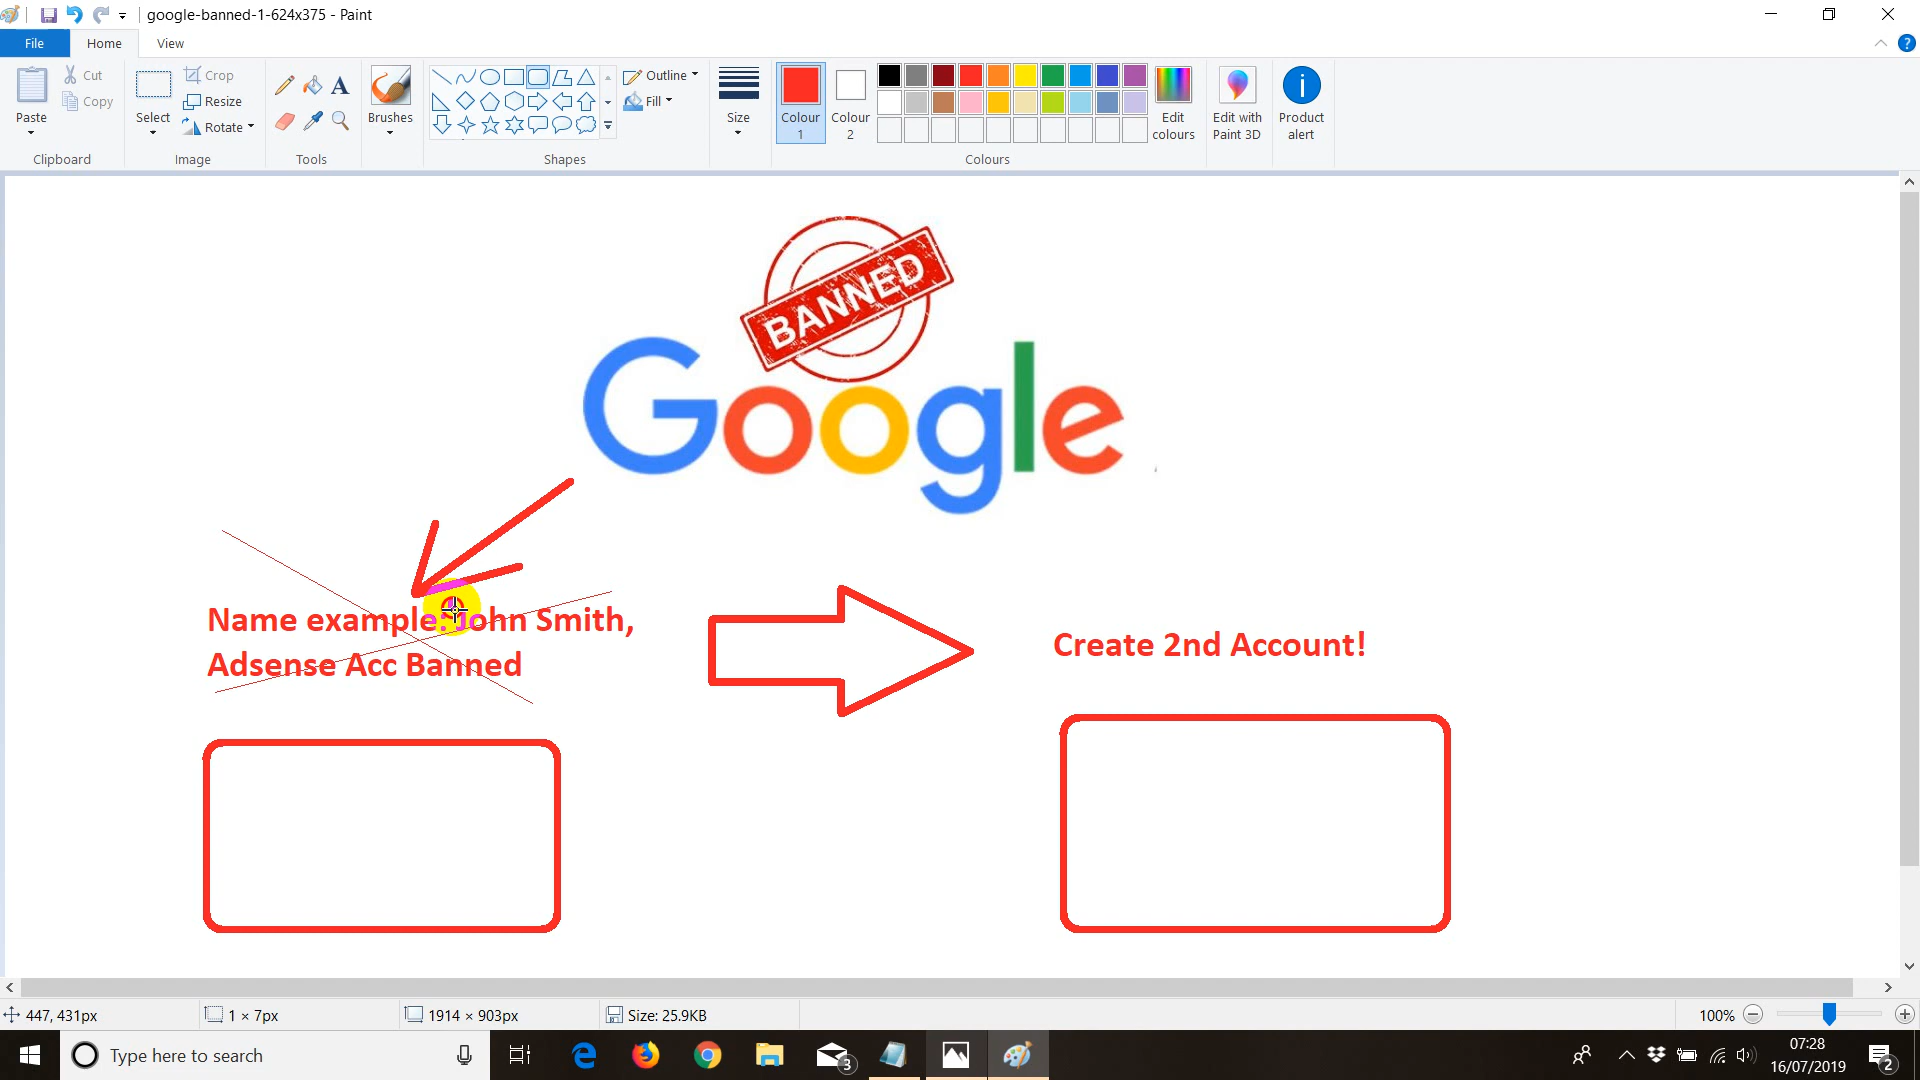 google-banned-1-624x375 - Paint
File
Home
View
Paste
Cut
Copy
Clipboard
Select
Crop
Resize
Rotate
Image
A
Tools
Brushes
Outline
Fill
Shapes
Size
Colour
1
Colour
2
Edit
colours
Colours
Edit with
Paint 3D
Product
alert
BANNED
Google
Name example: John Smith,
Adsense Acc Banned
Create 2nd Account!
447, 431px
1 × 7px
1914 × 903px
Size: 25.9KB
100%
Type here to search
3
07:28
16/07/2019
2